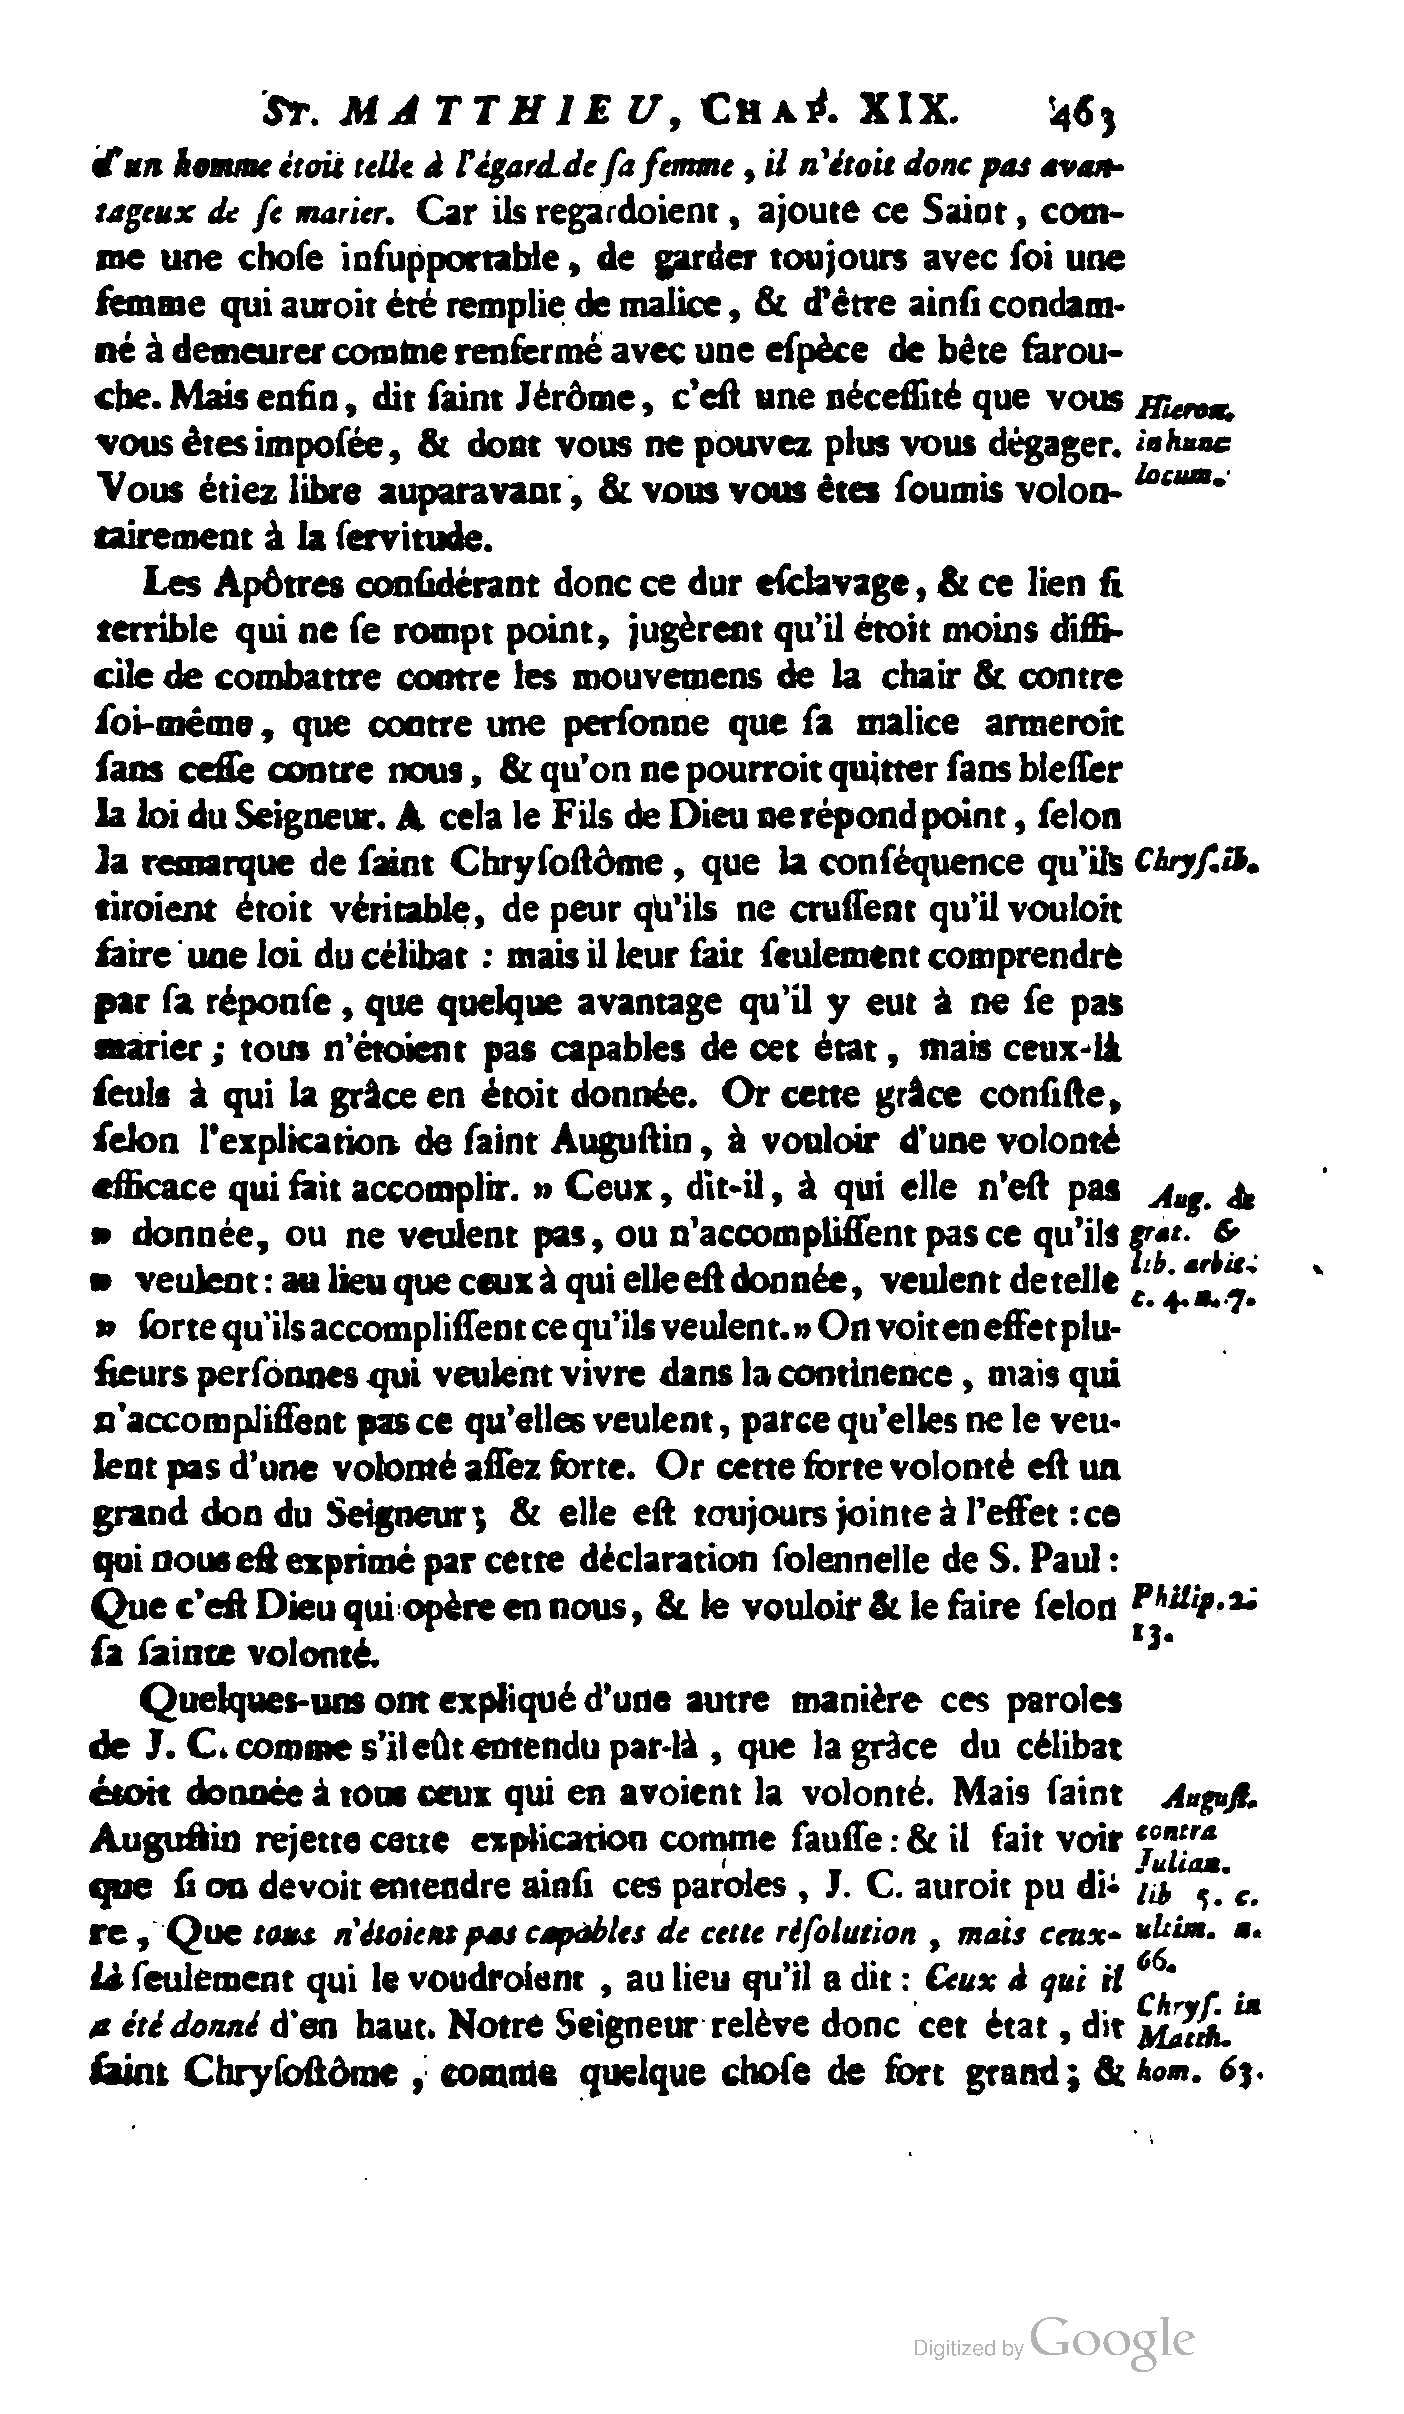 St. MATTHIEU, Chap. XIX. 463
d'un homme étoit telle à l'égard de ſa femme, il n'étoit donc pas avan-
tageux de ſe marier. Car ils regardoient, ajoute ce Saint, com-
me une choſe inſupportable, de garder toujours avec ſoi une
femme qui auroit été remplie de malice, & d'être ainſi condam-
né à demeurer comme renfermé avec une eſpèce de bête farou-
che. Mais enfin, dit ſaint Jérôme, c'eſt une néceſſité que vous
Hieron.
vous êtes impoſée, & dont vous ne pouvez plus vous dégager.
in hunc
Vous étiez libre auparavant, & vous vous êtes ſoumis volon-
locum.
tairement à la ſervitude.
Les Apôtres conſidérant donc ce dur eſclavage, & ce lien ſi
terrible qui ne ſe rompt point, jugèrent qu'il étoit moins diffi-
cile de combattre contre les mouvemens de la chair & contre
ſoi-même, que contre une perſonne que ſa malice armeroit
ſans ceſſe contre nous, & qu'on ne pourroit quitter ſans bleſſer
la loi du Seigneur. A cela le Fils de Dieu ne répond point, ſelon
la remarque de ſaint Chryſoſtôme, que la conſéquence qu'ils
Chryſ. ib.
tiroient étoit véritable, de peur qu'ils ne cruſſent qu'il vouloit
faire une loi du célibat : mais il leur fait ſeulement comprendre
par ſa réponſe, que quelque avantage qu'il y eut à ne ſe pas
marier ; tous n'étoient pas capables de cet état, mais ceux-là
ſeuls à qui la grâce en étoit donnée. Or cette grâce conſiſte,
ſelon l'explication de ſaint Auguſtin, à vouloir d'une volonté
efficace qui fait accomplir. » Ceux, dit-il, à qui elle n'eſt pas
Aug. de
» donnée, ou ne veulent pas, ou n'accompliſſent pas ce qu'ils
grat. &
» veulent : au lieu que ceux à qui elle eſt donnée, veulent de telle
lib. arbit.
c. 4. n. 7.
» ſorte qu'ils accompliſſent ce qu'ils veulent. » On voit en effet plu-
ſieurs perſonnes qui veulent vivre dans la continence, mais qui
n'accompliſſent pas ce qu'elles veulent, parce qu'elles ne le veu-
lent pas d'une volonté aſſez forte. Or cette forte volonté eſt un
grand don du Seigneur ; & elle eſt toujours jointe à l'effet : ce
qui nous eſt exprimé par cette déclaration ſolennelle de S. Paul :
Que c'eſt Dieu qui opère en nous, & le vouloir & le faire ſelon
Philip. 2.
13.
ſa ſainte volonté.
Quelques-uns ont expliqué d'une autre manière ces paroles
de J. C. comme s'il eût entendu par-là, que la grâce du célibat
étoit donnée à tous ceux qui en avoient la volonté. Mais ſaint
Auguſt.
Auguſtin rejette cette explication comme fauſſe : & il fait voir
contra
Julian.
que ſi on devoit entendre ainſi ces paroles, J. C. auroit pu di-
lib 5. c.
re, Que tous n'étoient pas capables de cette réſolution, mais ceux-
ultim. n.
66.
là ſeulement qui le voudroient, au lieu qu'il a dit : Ceux à qui il
Chryſ. in
a été donné d'en haut. Notre Seigneur relève donc cet état, dit
Matth.
ſaint Chryſoſtôme, comme quelque choſe de fort grand ; &
hom. 63.
Digitized by Google